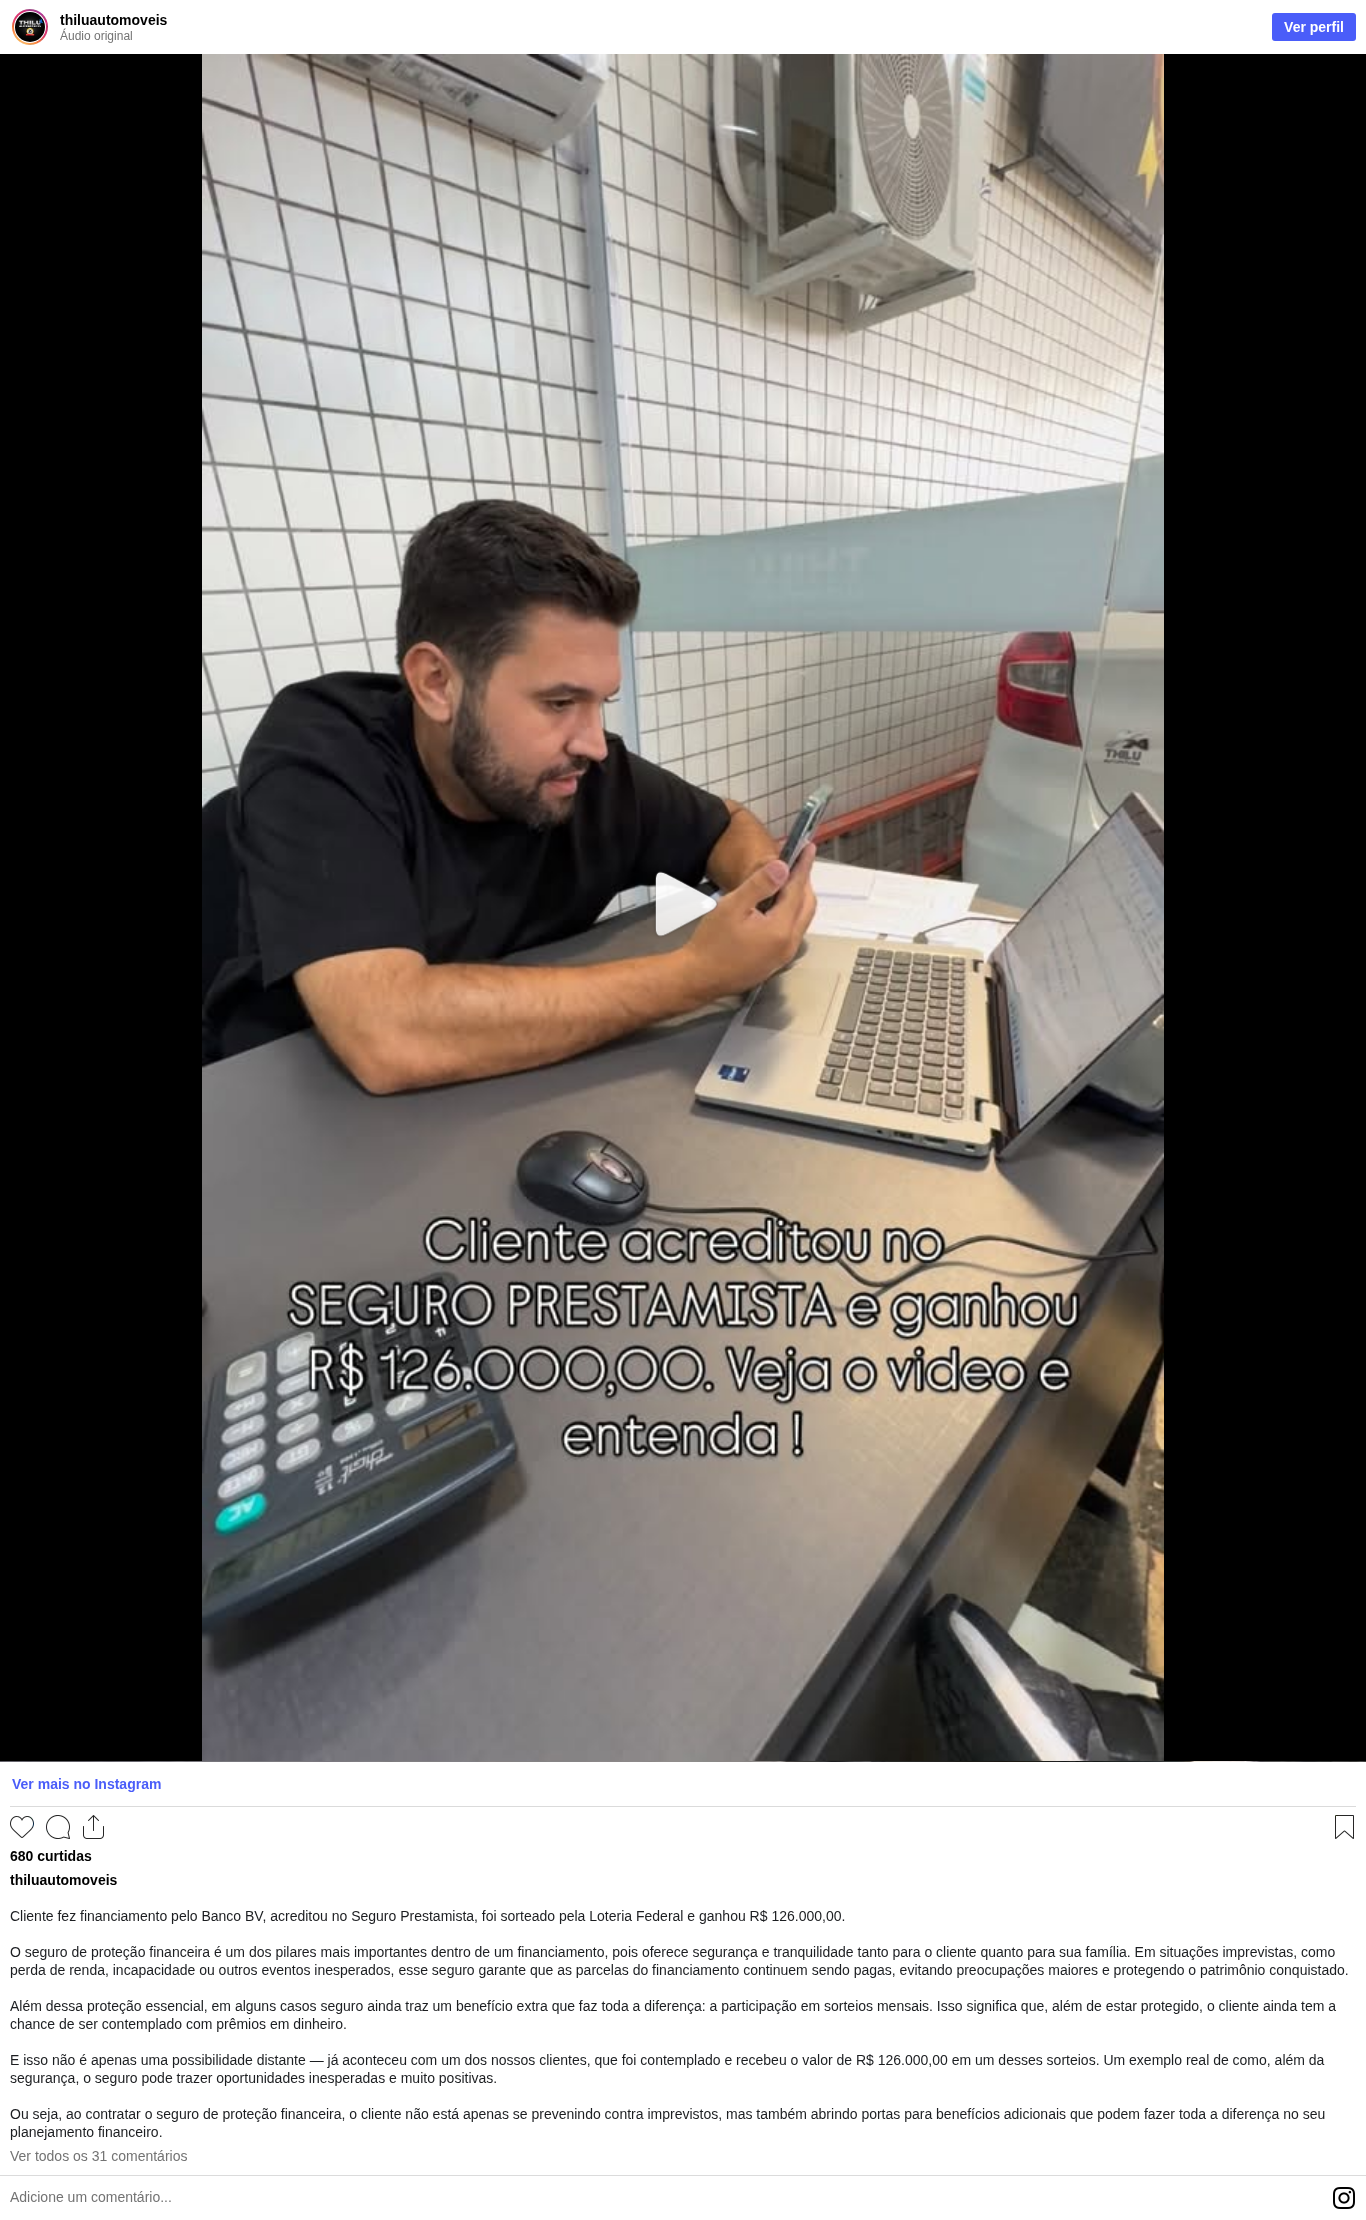 thiluautomoveis
Áudio original
Ver perfil
THILU
Cliente acreditou no
SEGURO PRESTAMISTA e ganhou
R$ 126.000,00. Veja o video e
entenda !
Ver mais no Instagram
680 curtidas
thiluautomoveis
Cliente fez financiamento pelo Banco BV, acreditou no Seguro Prestamista, foi sorteado pela Loteria Federal e ganhou R$ 126.000,00.
O seguro de proteção financeira é um dos pilares mais importantes dentro de um financiamento, pois oferece segurança e tranquilidade tanto para o cliente quanto para sua família. Em situações imprevistas, como
perda de renda, incapacidade ou outros eventos inesperados, esse seguro garante que as parcelas do financiamento continuem sendo pagas, evitando preocupações maiores e protegendo o patrimônio conquistado.
Além dessa proteção essencial, em alguns casos seguro ainda traz um benefício extra que faz toda a diferença: a participação em sorteios mensais. Isso significa que, além de estar protegido, o cliente ainda tem a
chance de ser contemplado com prêmios em dinheiro.
E isso não é apenas uma possibilidade distante — já aconteceu com um dos nossos clientes, que foi contemplado e recebeu o valor de R$ 126.000,00 em um desses sorteios. Um exemplo real de como, além da
segurança, o seguro pode trazer oportunidades inesperadas e muito positivas.
Ou seja, ao contratar o seguro de proteção financeira, o cliente não está apenas se prevenindo contra imprevistos, mas também abrindo portas para benefícios adicionais que podem fazer toda a diferença no seu
planejamento financeiro.
Ver todos os 31 comentários
Adicione um comentário...